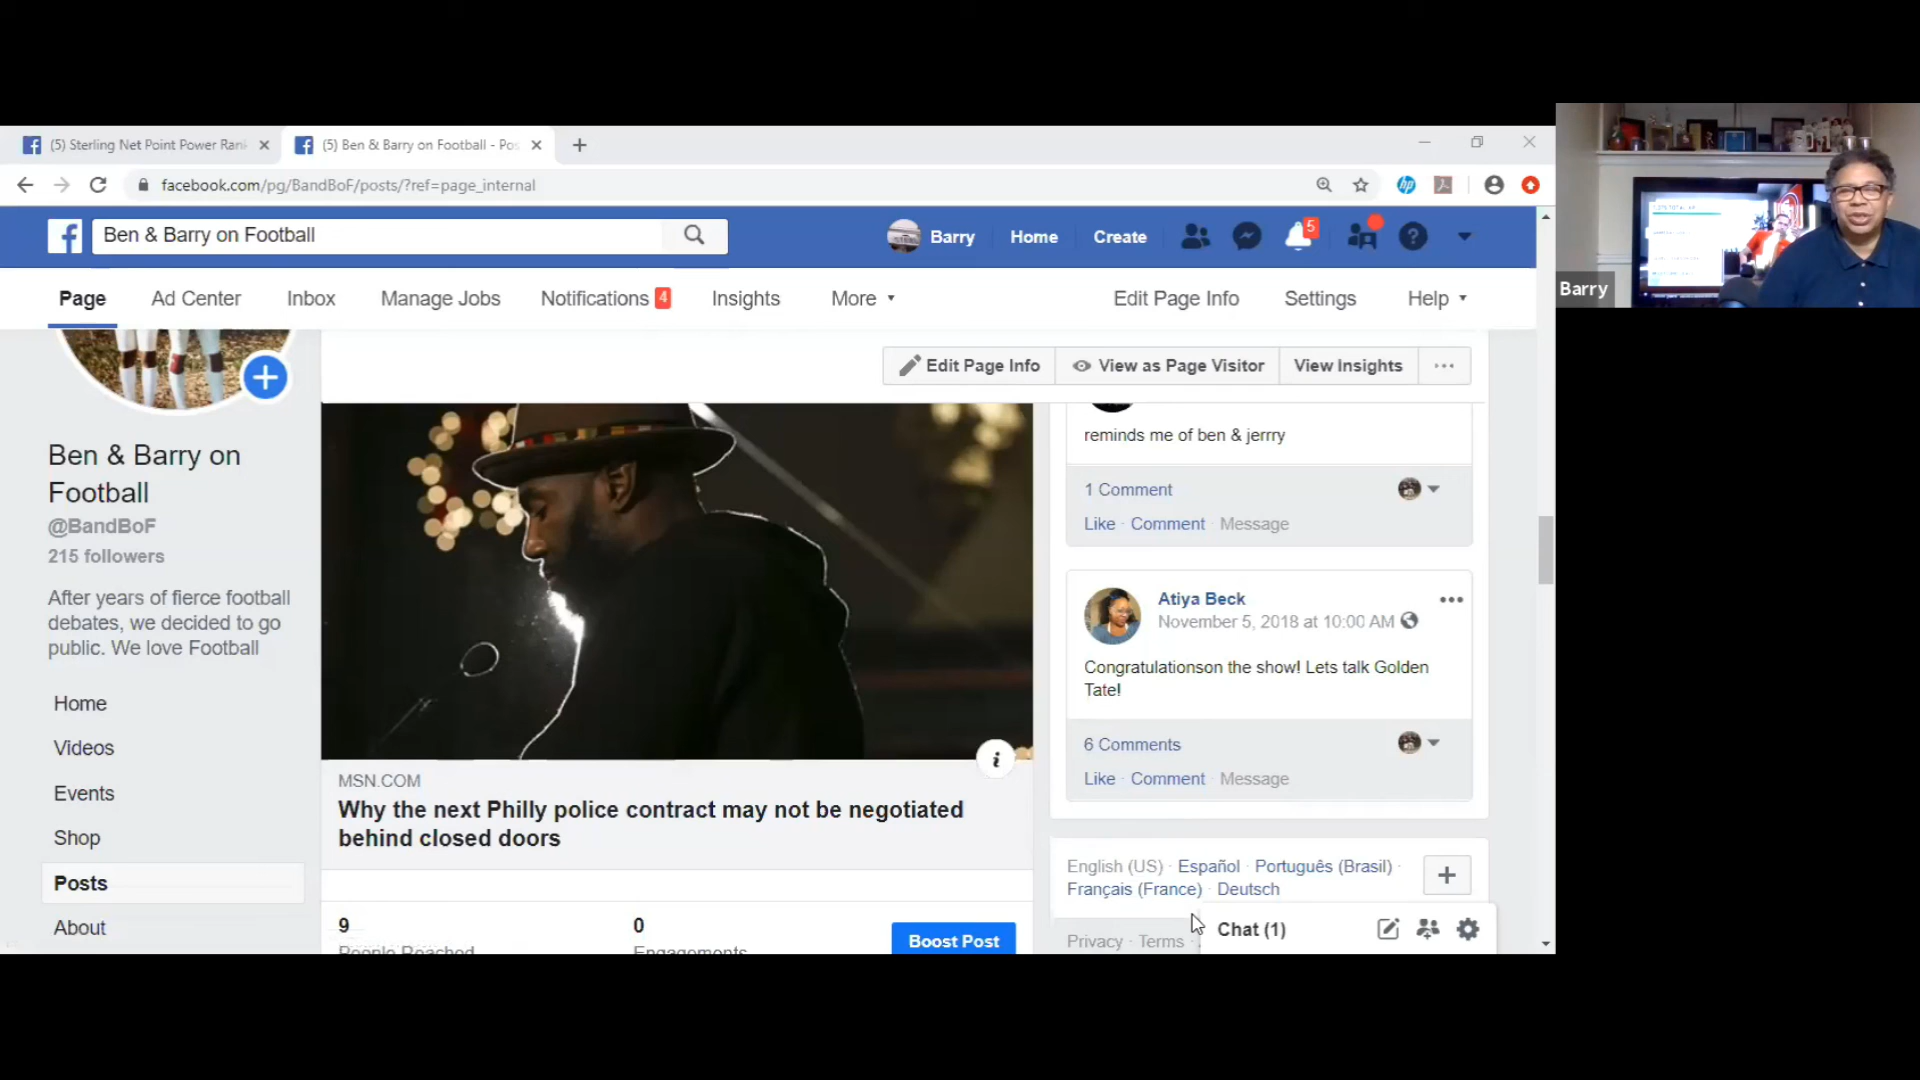 (5) Sterling Net Point Power Rank
(5) Ben & Barry on Football - Pos
facebook.com/pg/BandBoF/posts/?ref=page_internal
Ben & Barry on Football
Barry
Home
Create
5
Page
Ad Center
Inbox
Manage Jobs
Notifications 4
Insights
More
Edit Page Info
Settings
Help
Barry
Edit Page Info
View as Page Visitor
View Insights
Ben & Barry on
Football
@BandBoF
215 followers
After years of fierce football
debates, we decided to go
public. We love Football
Home
Videos
Events
Shop
Posts
About
MSN.COM
Why the next Philly police contract may not be negotiated
behind closed doors
9
People Reached
0
Engagements
Boost Post
reminds me of ben & jerrry
1 Comment
Like · Comment · Message
Atiya Beck
November 5, 2018 at 10:00 AM
Congratulationson the show! Lets talk Golden
Tate!
6 Comments
Like · Comment · Message
English (US) · Español · Português (Brasil) ·
Français (France) · Deutsch
Privacy · Terms ·
Chat (1)